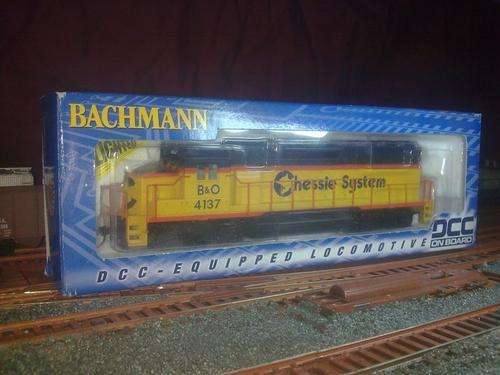 BACHMANN
B&O
4137
Chessie System
DCC
ON BOARD
DCC-EQUIPPED LOCOMOTIVE